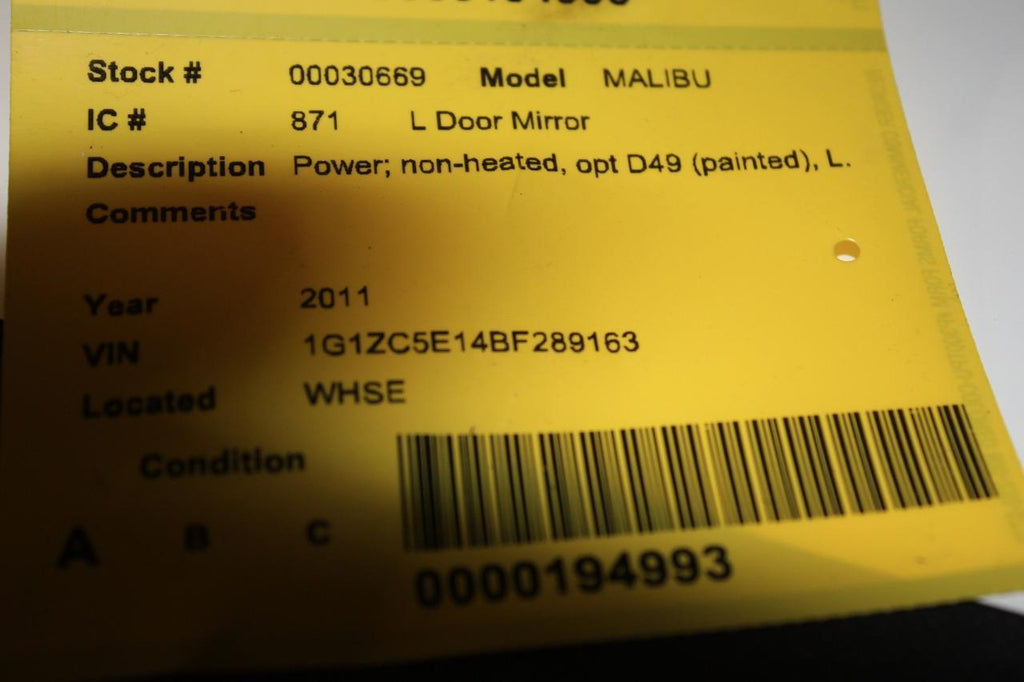 Stock # 00030669 Model MALIBU
IC # 871 L Door Mirror
Description Power; non-heated, opt D49 (painted), L.
Comments
Year 2011
VIN 1G1ZC5E14BF289163
Located WHSE
Condition
A B C
0000194993